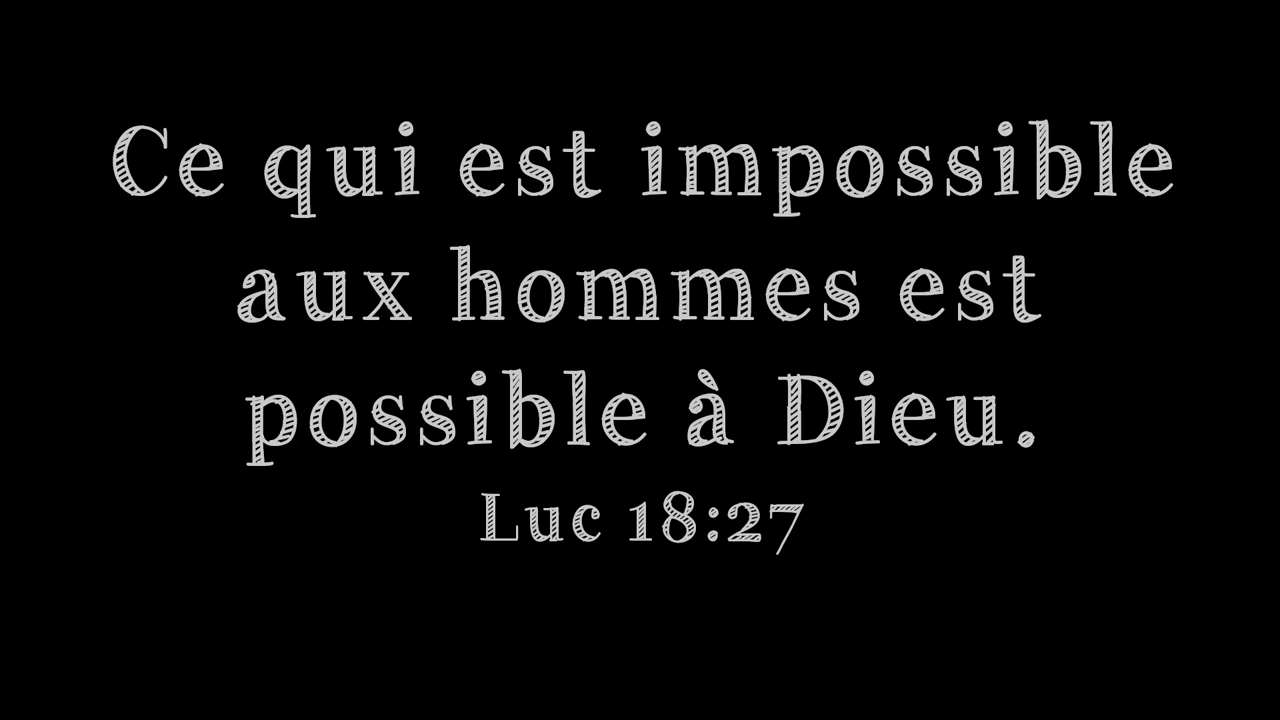 Ce qui est impossible
aux hommes est
possible à Dieu.
Luc 18:27